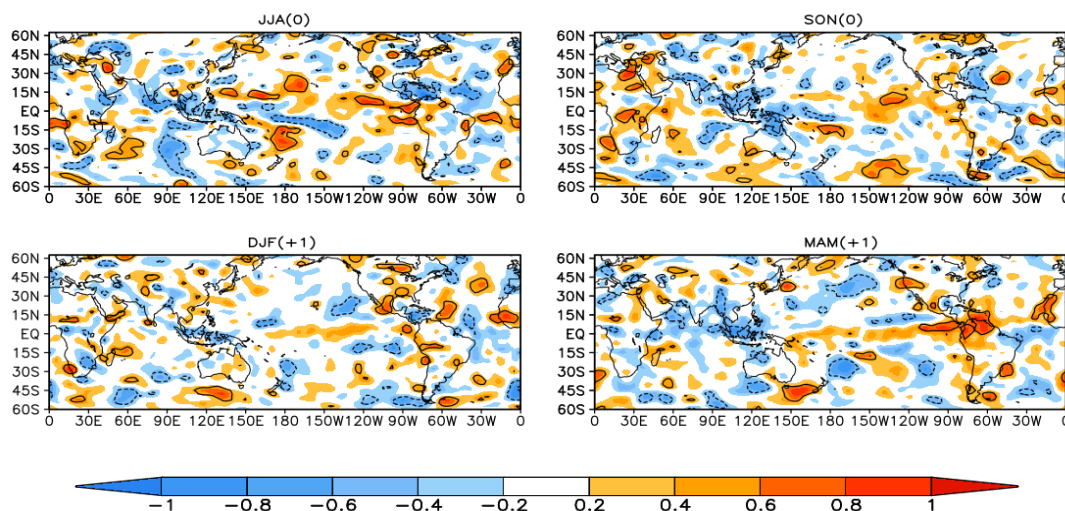 JJA(0)
60N
45N
30N
15N
EQ
15S
30S
45S
60S
0 30E 60E 90E 120E 150E 180 150W 120W 90W 60W 30W 0
SON(0)
60N
45N
30N
15N
EQ
15S
30S
45S
60S
0 30E 60E 90E 120E 150E 180 150W 120W 90W 60W 30W 0
DJF(+1)
60N
45N
30N
15N
EQ
15S
30S
45S
60S
0 30E 60E 90E 120E 150E 180 150W 120W 90W 60W 30W 0
MAM(+1)
60N
45N
30N
15N
EQ
15S
30S
45S
60S
0 30E 60E 90E 120E 150E 180 150W 120W 90W 60W 30W 0
-1 -0.8 -0.6 -0.4 -0.2 0.2 0.4 0.6 0.8 1